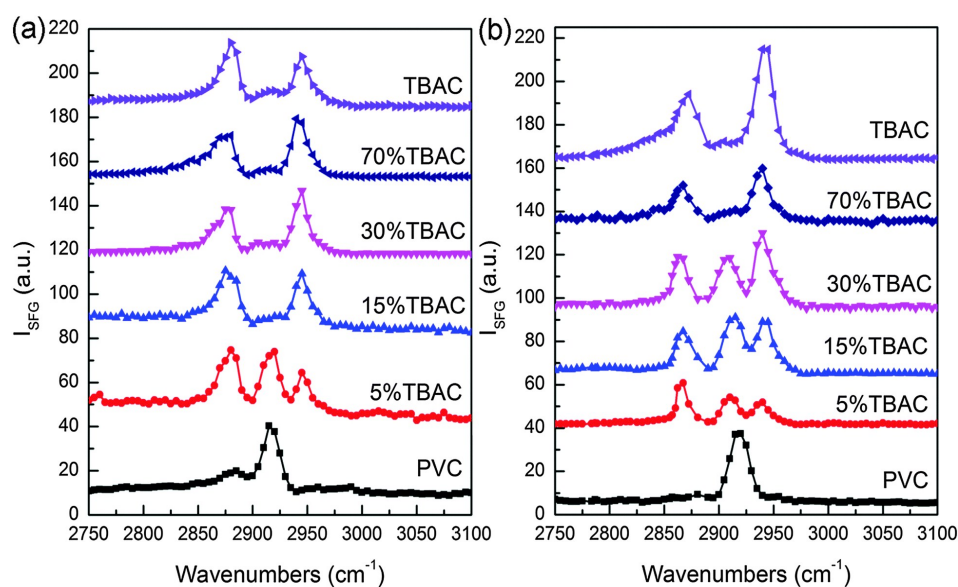 (a)
220
200
180
160
140
120
100
80
60
40
20
0
I_SFG (a.u.)
TBAC
70%TBAC
30%TBAC
15%TBAC
5%TBAC
PVC
2750 2800 2850 2900 2950 3000 3050 3100
Wavenumbers (cm⁻¹)
(b)
240
220
200
180
160
140
120
100
80
60
40
20
0
I_SFG (a.u.)
TBAC
70%TBAC
30%TBAC
15%TBAC
5%TBAC
PVC
2750 2800 2850 2900 2950 3000 3050 3100
Wavenumbers (cm⁻¹)